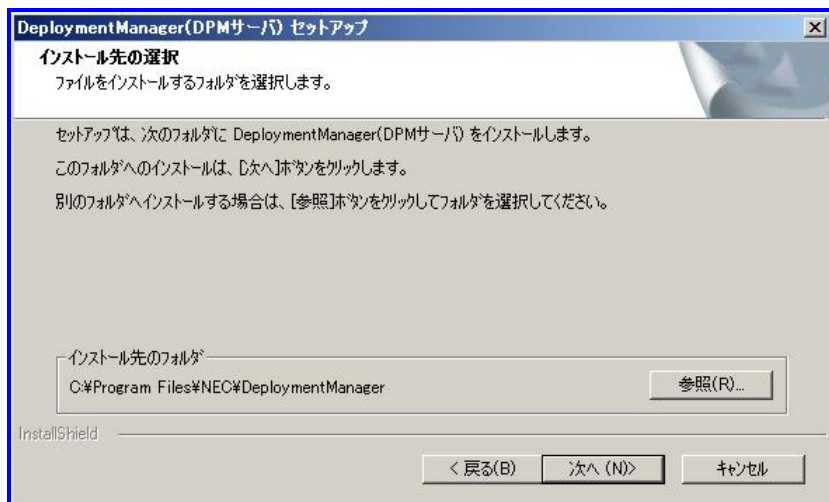 DeploymentManager(DPMサーバ) セットアップ
インストール先の選択
ファイルをインストールするフォルダを選択します。
セットアップは、次のフォルダに DeploymentManager(DPMサーバ) をインストールします。
このフォルダへのインストールは、[次へ]ボタンをクリックします。
別のフォルダへインストールする場合は、[参照]ボタンをクリックしてフォルダを選択してください。
インストール先のフォルダ
C:¥Program Files¥NEC¥DeploymentManager
参照(R)...
InstallShield
< 戻る(B)
次へ (N)>
キャンセル